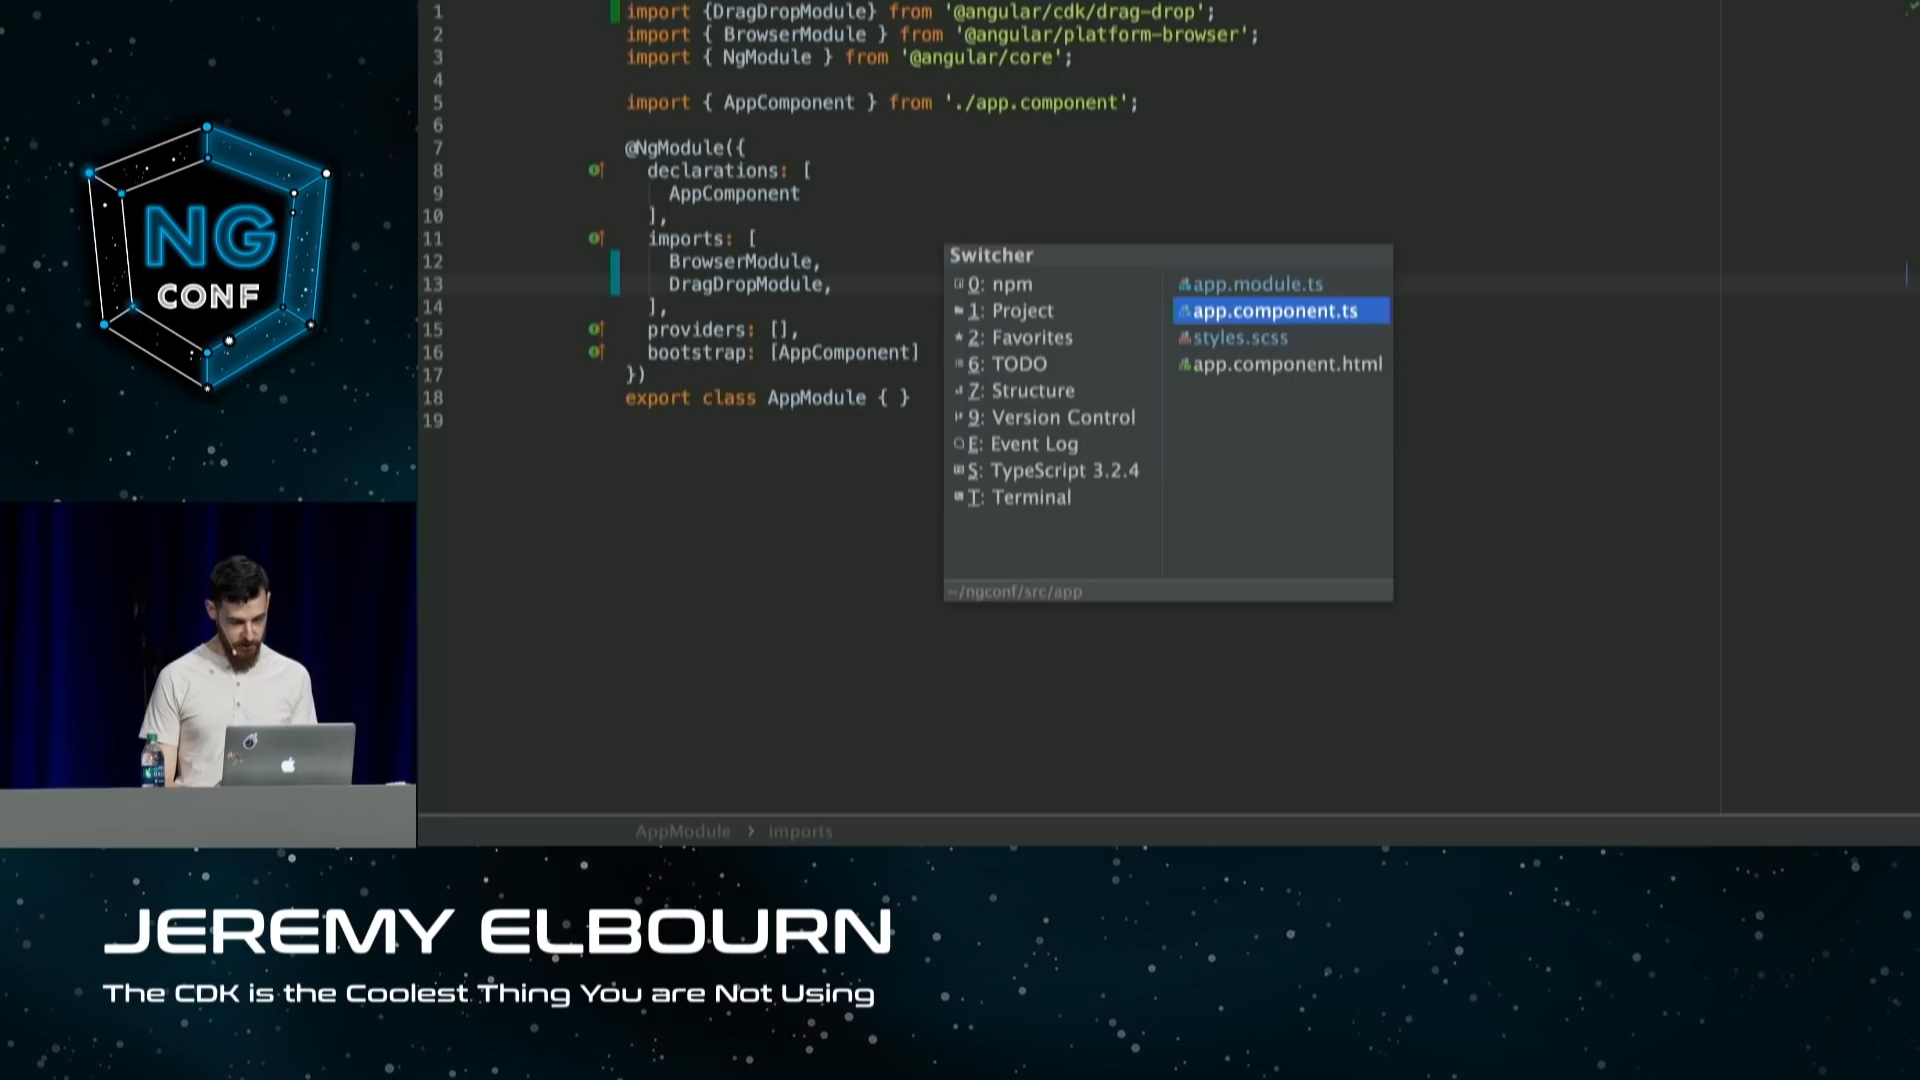 NG
CONF
1 import {DragDropModule} from '@angular/cdk/drag-drop';
2 import { BrowserModule } from '@angular/platform-browser';
3 import { NgModule } from '@angular/core';
4
5 import { AppComponent } from './app.component';
6
7 @NgModule({
8 declarations: [
9 AppComponent
10 ],
11 imports: [
12 BrowserModule,
13 DragDropModule,
14 ],
15 providers: [],
16 bootstrap: [AppComponent]
17 })
18 export class AppModule { }
19
Switcher
0: npm
1: Project
2: Favorites
6: TODO
7: Structure
9: Version Control
E: Event Log
S: TypeScript 3.2.4
T: Terminal
app.module.ts
app.component.ts
styles.scss
app.component.html
~/ngconf/src/app
AppModule > imports
JEREMY ELBOURN
The CDK is the Coolest Thing You are Not Using